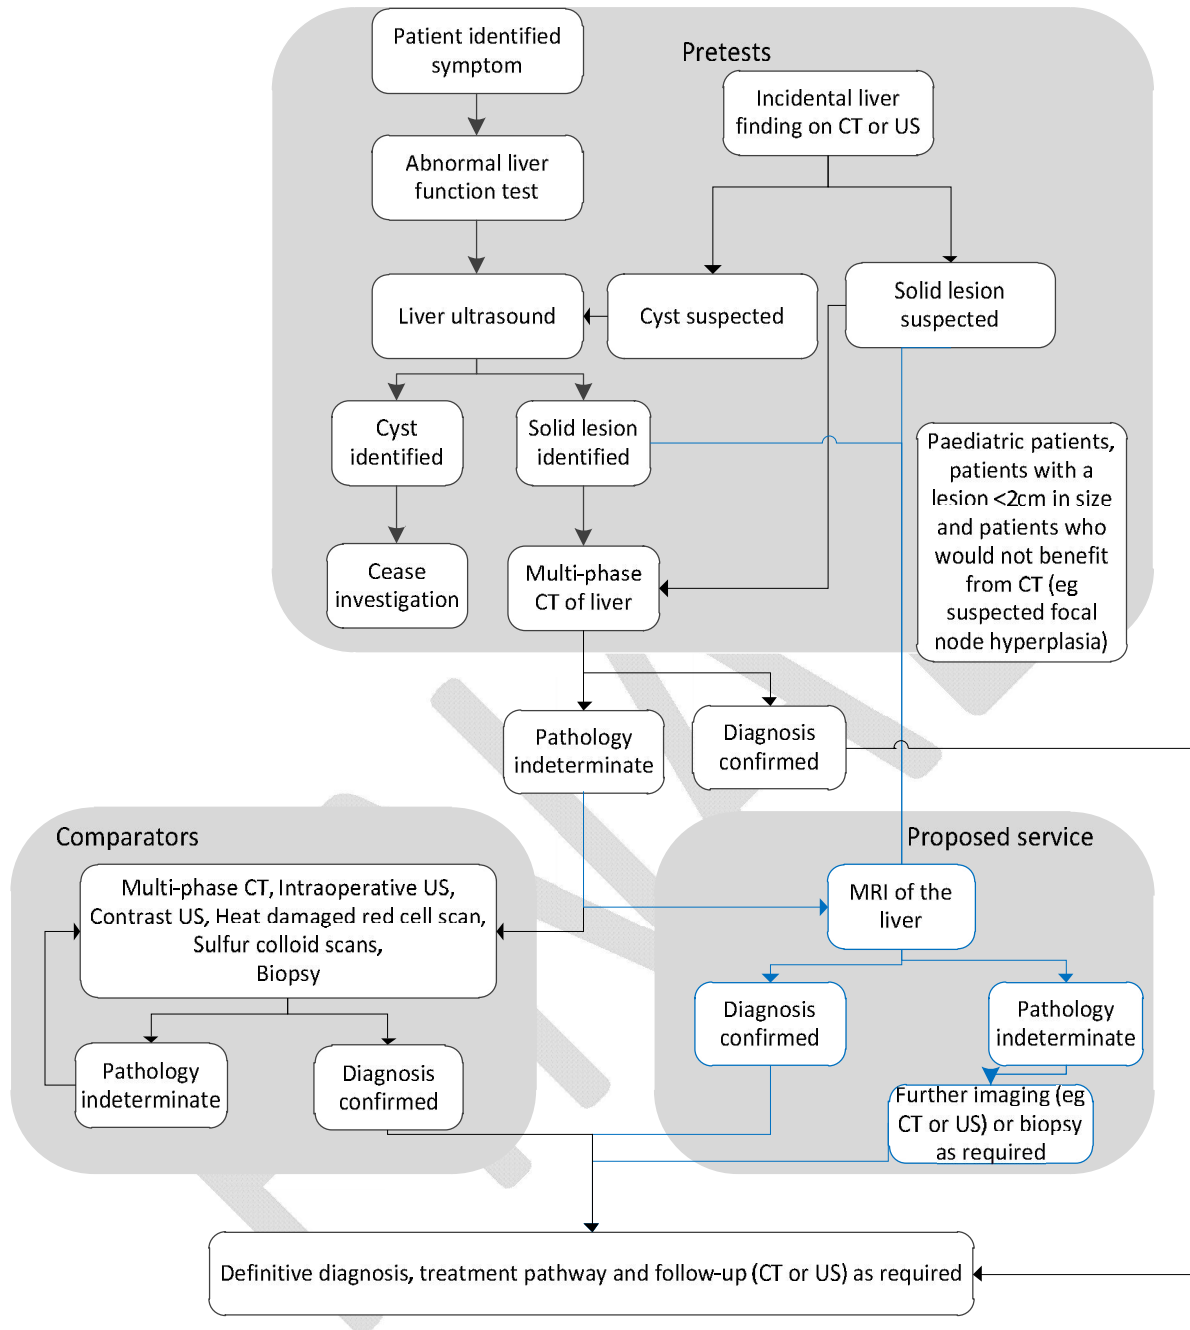 Patient identified
symptom
Pretests
Incidental liver
finding on CT or US
Abnormal liver
function test
Liver ultrasound
Cyst suspected
Solid lesion
suspected
Cyst
identified
Solid lesion
identified
Paediatric patients,
patients with a
lesion <2cm in size
and patients who
would not benefit
from CT (eg
suspected focal
node hyperplasia)
Cease
investigation
Multi-phase
CT of liver
Pathology
indeterminate
Diagnosis
confirmed
Comparators
Multi-phase CT, Intraoperative US,
Contrast US, Heat damaged red cell scan,
Sulfur colloid scans,
Biopsy
Pathology
indeterminate
Diagnosis
confirmed
Proposed service
MRI of the
liver
Diagnosis
confirmed
Pathology
indeterminate
Further imaging (eg
CT or US) or biopsy
as required
Definitive diagnosis, treatment pathway and follow-up (CT or US) as required